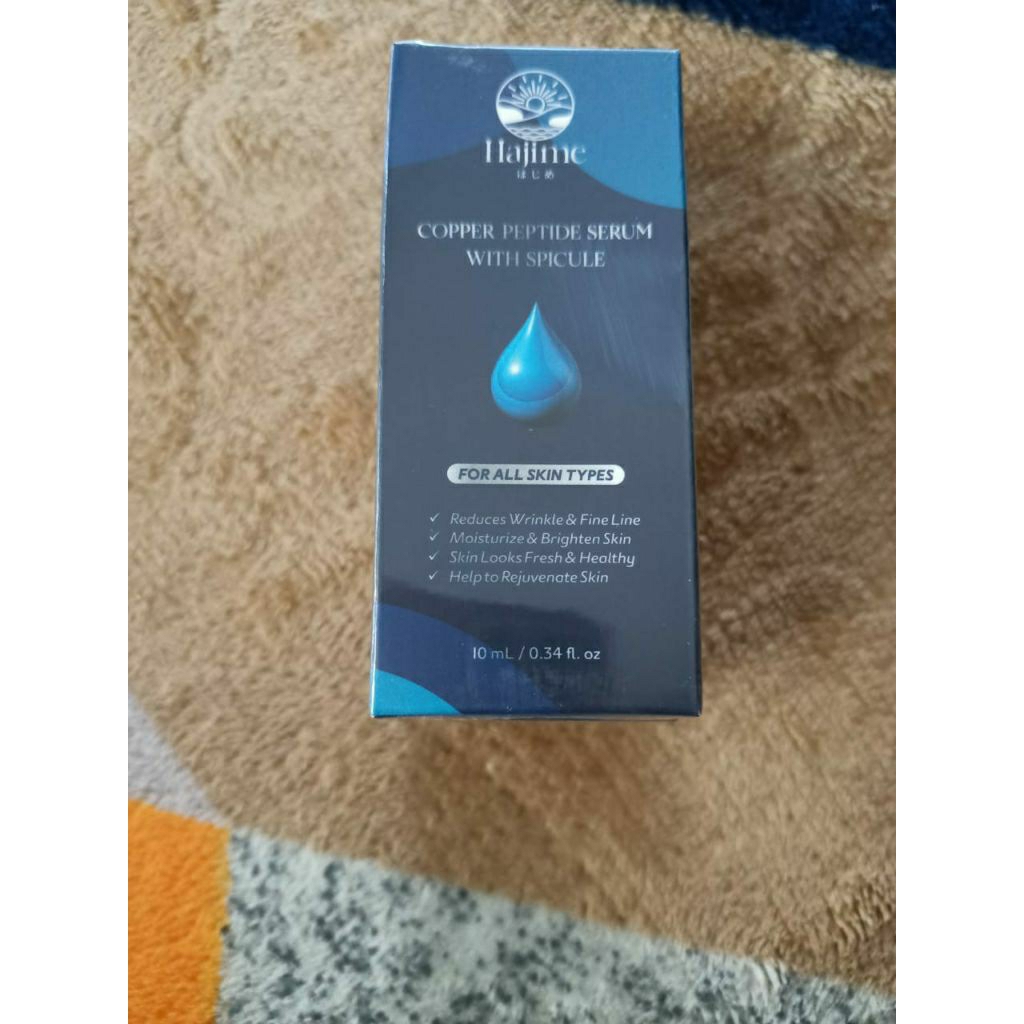 Hajime
はじめ
COPPER PEPTIDE SERUM
WITH SPICULE
FOR ALL SKIN TYPES
✓ Reduces Wrinkle & Fine Line
✓ Moisturize & Brighten Skin
✓ Skin Looks Fresh & Healthy
✓ Help to Rejuvenate Skin
10 mL / 0.34 fl. oz